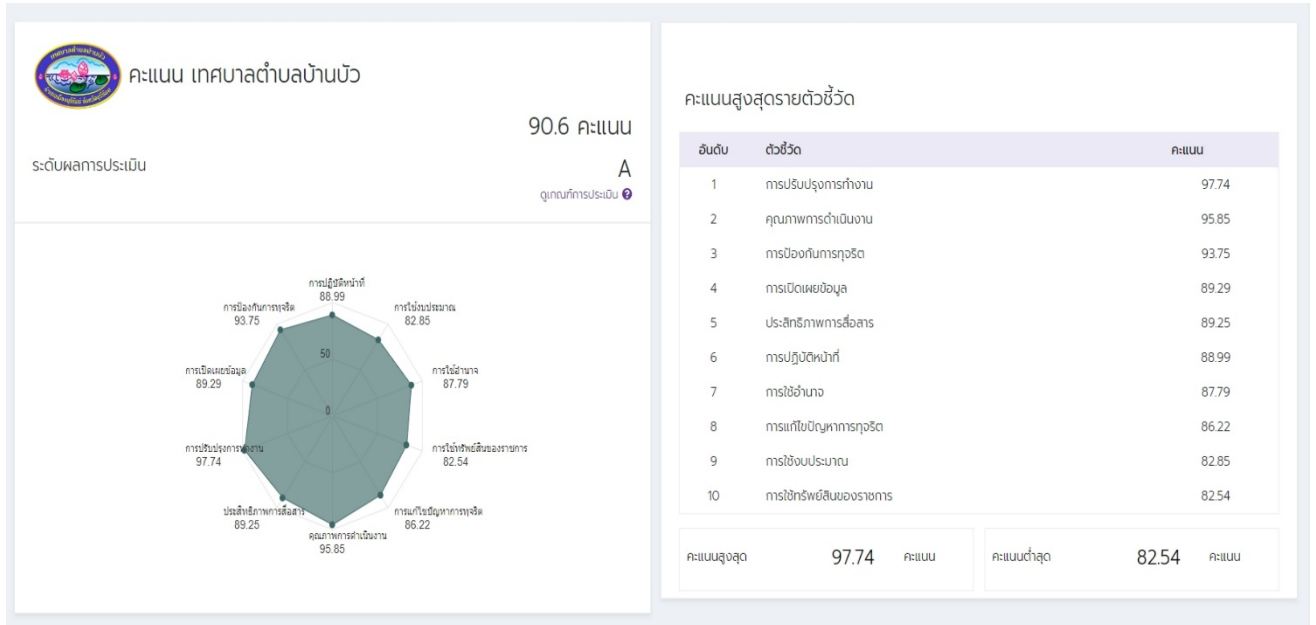 คะแนน เทศบาลตำบลบ้านบัว
90.6 คะแนน
ระดับผลการประเมิน
A
ดูเกณฑ์การประเมิน
การปฏิบัติหน้าที่
88.99
การป้องกันการทุจริต
93.75
การใช้งบประมาณ
82.85
50
การเปิดเผยข้อมูล
89.29
การใช้อำนาจ
87.79
0
การปรับปรุงการทำงาน
97.74
การใช้ทรัพย์สินของราชการ
82.54
ประสิทธิภาพการสื่อสาร
89.25
การแก้ไขปัญหาการทุจริต
86.22
คุณภาพการดำเนินงาน
95.85
คะแนนสูงสุดรายตัวชี้วัด
อันดับ ตัวชี้วัด คะแนน
1 การปรับปรุงการทำงาน 97.74
2 คุณภาพการดำเนินงาน 95.85
3 การป้องกันการทุจริต 93.75
4 การเปิดเผยข้อมูล 89.29
5 ประสิทธิภาพการสื่อสาร 89.25
6 การปฏิบัติหน้าที่ 88.99
7 การใช้อำนาจ 87.79
8 การแก้ไขปัญหาการทุจริต 86.22
9 การใช้งบประมาณ 82.85
10 การใช้ทรัพย์สินของราชการ 82.54
คะแนนสูงสุด 97.74 คะแนน
คะแนนต่ำสุด 82.54 คะแนน